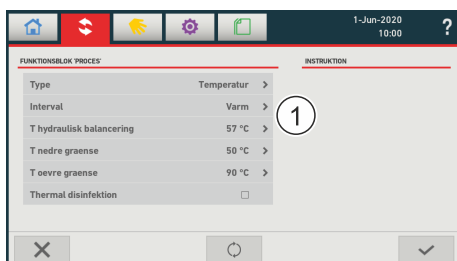 1-Jun-2020
10:00
?
FUNKTIONSBLOK 'PROCES'
INSTRUKTION
Type Temperatur >
Interval Varm >
T hydraulisk balancering 57 °C >
T nedre graense 50 °C >
T oevre graense 90 °C >
Thermal disinfektion
1